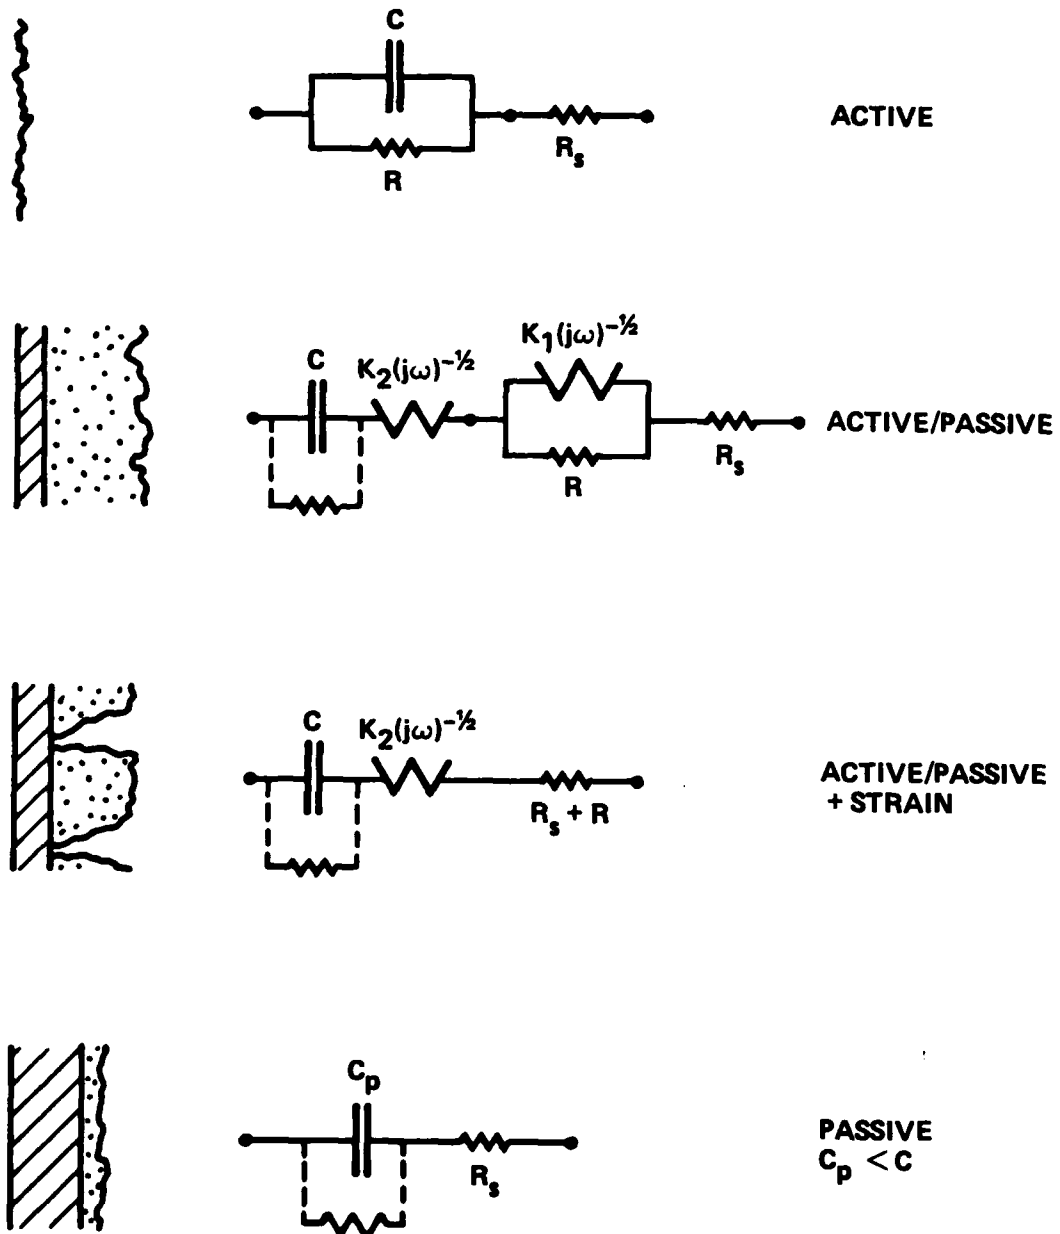 C
R
R_s
ACTIVE
C
K_2(jω)^{-½}
K_1(jω)^{-½}
R
R_s
ACTIVE/PASSIVE
C
K_2(jω)^{-½}
R_s + R
ACTIVE/PASSIVE
+ STRAIN
C_p
R_s
PASSIVE
C_p < C